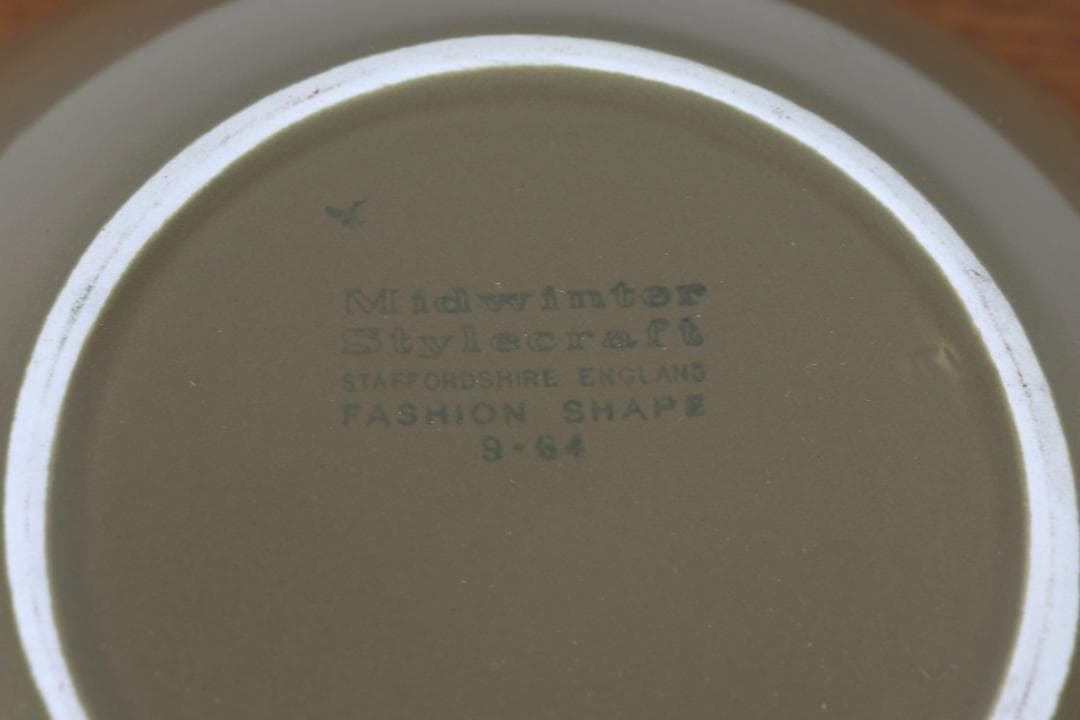 Midwinter
Stylecraft
STAFFORDSHIRE ENGLAND
FASHION SHAPE
9-64